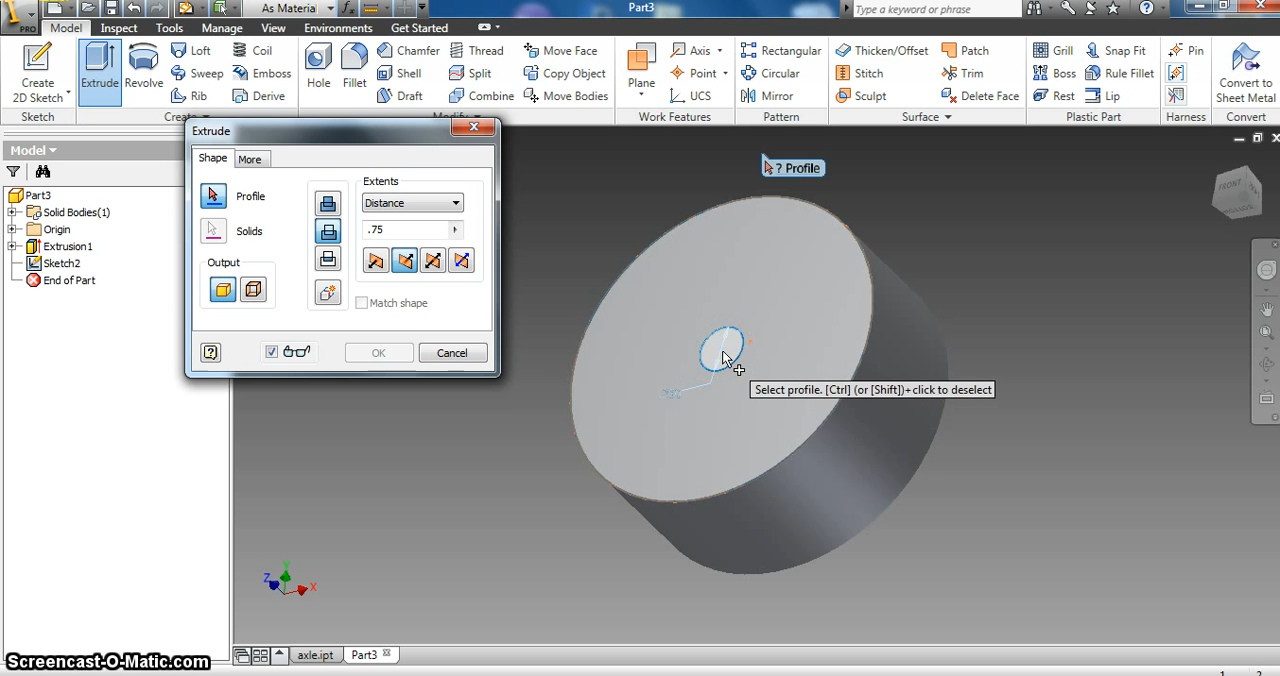 As Material
Part3
Type a keyword or phrase
PRO
Model Inspect Tools Manage View Environments Get Started
Create 2D Sketch
Extrude
Revolve
Loft
Sweep
Rib
Coil
Emboss
Derive
Hole
Fillet
Chamfer
Shell
Draft
Thread
Split
Combine
Move Face
Copy Object
Move Bodies
Plane
Axis
Point
UCS
Rectangular
Circular
Mirror
Thicken/Offset
Stitch
Sculpt
Patch
Trim
Delete Face
Grill
Boss
Rest
Snap Fit
Rule Fillet
Lip
Pin
Convert to Sheet Metal
Sketch
Create
Modify
Work Features
Pattern
Surface
Plastic Part
Harness
Convert
Model
Part3
Solid Bodies(1)
Origin
Extrusion1
Sketch2
End of Part
Extrude
Shape More
Profile
Solids
Output
Extents
Distance
.75
Match shape
OK
Cancel
? Profile
Select profile. [Ctrl] (or [Shift])+click to deselect
FRONT
Y
Z
X
axle.ipt
Part3
Screencast-O-Matic.com